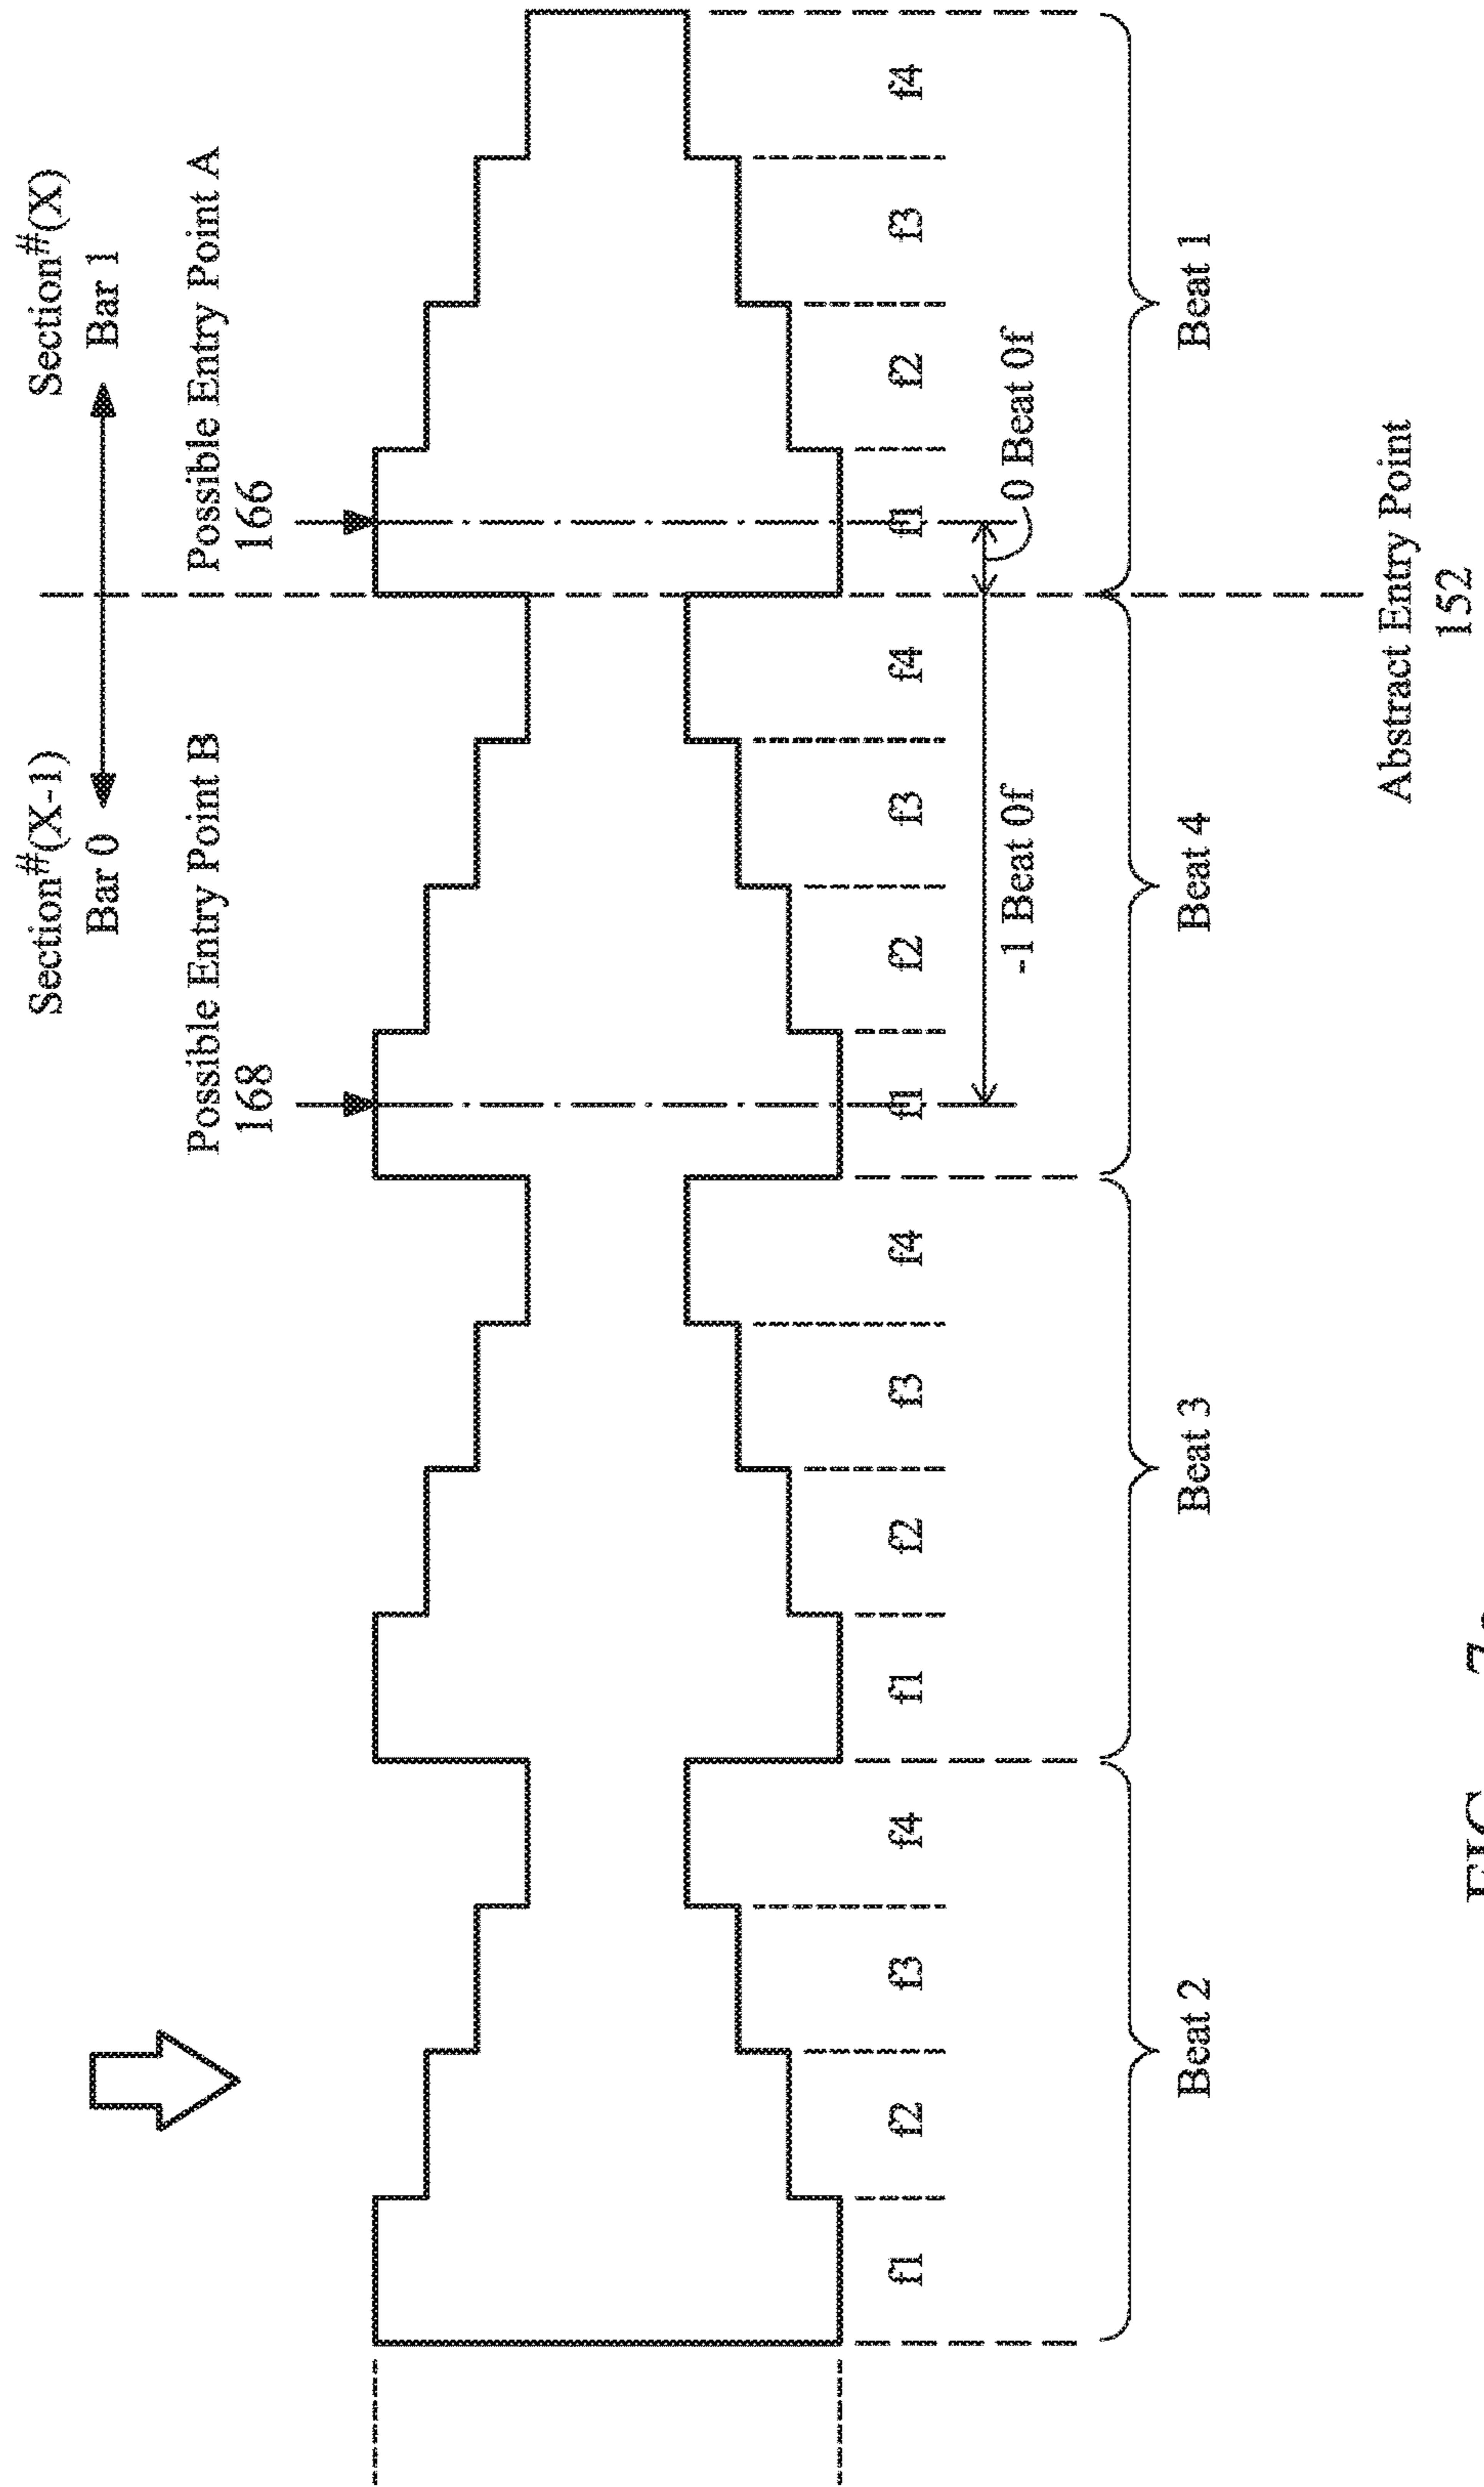 Section#(X-1)
Section#(X)
Bar 0
Bar 1
Possible Entry Point B
168
Possible Entry Point A
166
f1
f2
f3
f4
f1
f2
f3
f4
f1
f2
f3
f4
f1
f2
f3
f4
-1 Beat 0f
0 Beat 0f
Beat 2
Beat 3
Beat 4
Beat 1
Abstract Entry Point
152